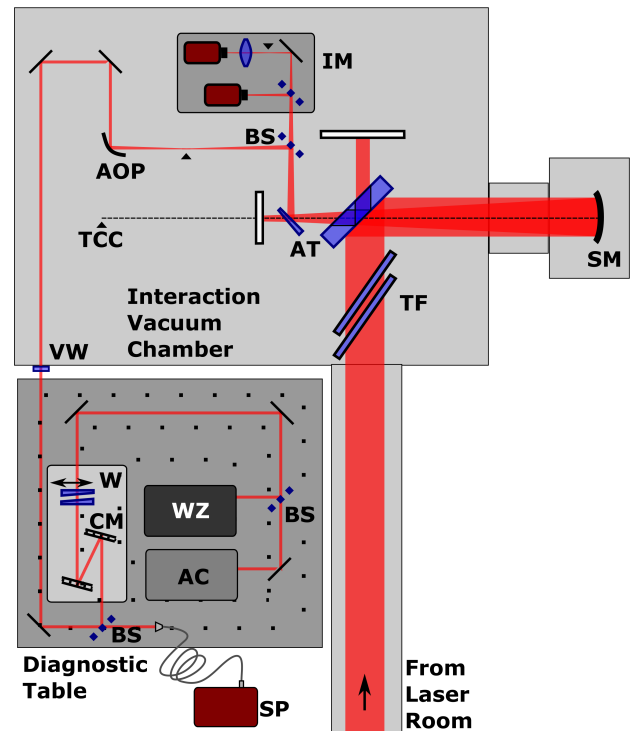 IM
BS
AOP
TCC
AT
SM
Interaction
Vacuum
Chamber
TF
VW
W
WZ
CM
BS
AC
BS
Diagnostic
Table
SP
From
Laser
Room